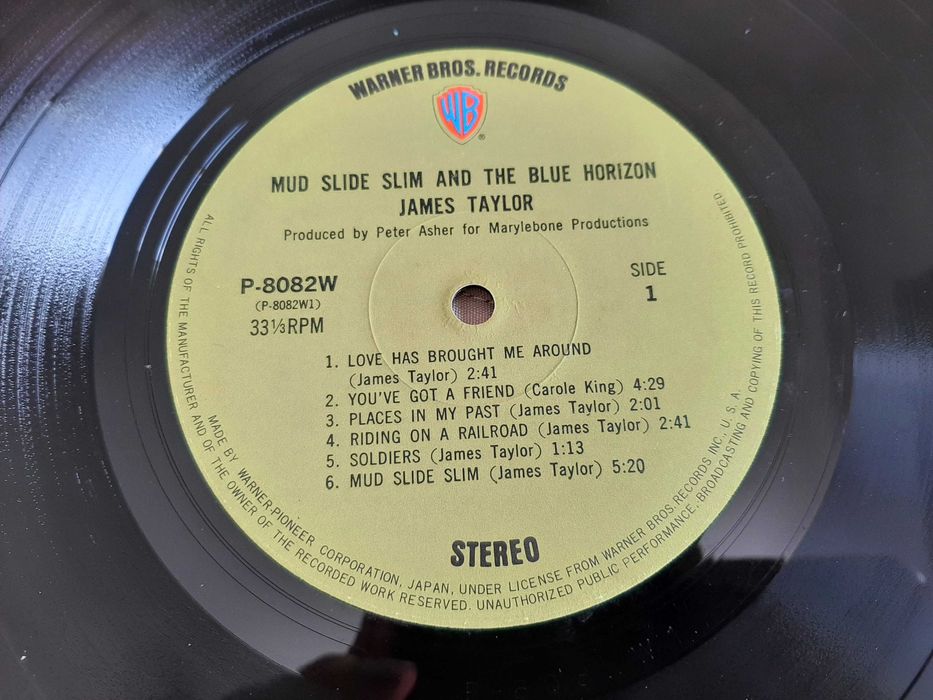 WARNER BROS. RECORDS
WB
®
MUD SLIDE SLIM AND THE BLUE HORIZON
JAMES TAYLOR
Produced by Peter Asher for Marylebone Productions
P-8082W
(P-8082W1)
33⅓RPM
SIDE
1
1. LOVE HAS BROUGHT ME AROUND
(James Taylor) 2:41
2. YOU'VE GOT A FRIEND (Carole King) 4:29
3. PLACES IN MY PAST (James Taylor) 2:01
4. RIDING ON A RAILROAD (James Taylor) 2:41
5. SOLDIERS (James Taylor) 1:13
6. MUD SLIDE SLIM (James Taylor) 5:20
STEREO
MADE BY WARNER-PIONEER CORPORATION, JAPAN, UNDER LICENSE FROM WARNER BROS. RECORDS INC., U.S.A.
ALL RIGHTS OF THE MANUFACTURER AND OF THE OWNER OF THE RECORDED WORK RESERVED. UNAUTHORIZED PUBLIC PERFORMANCE, BROADCASTING AND COPYING OF THIS RECORD PROHIBITED